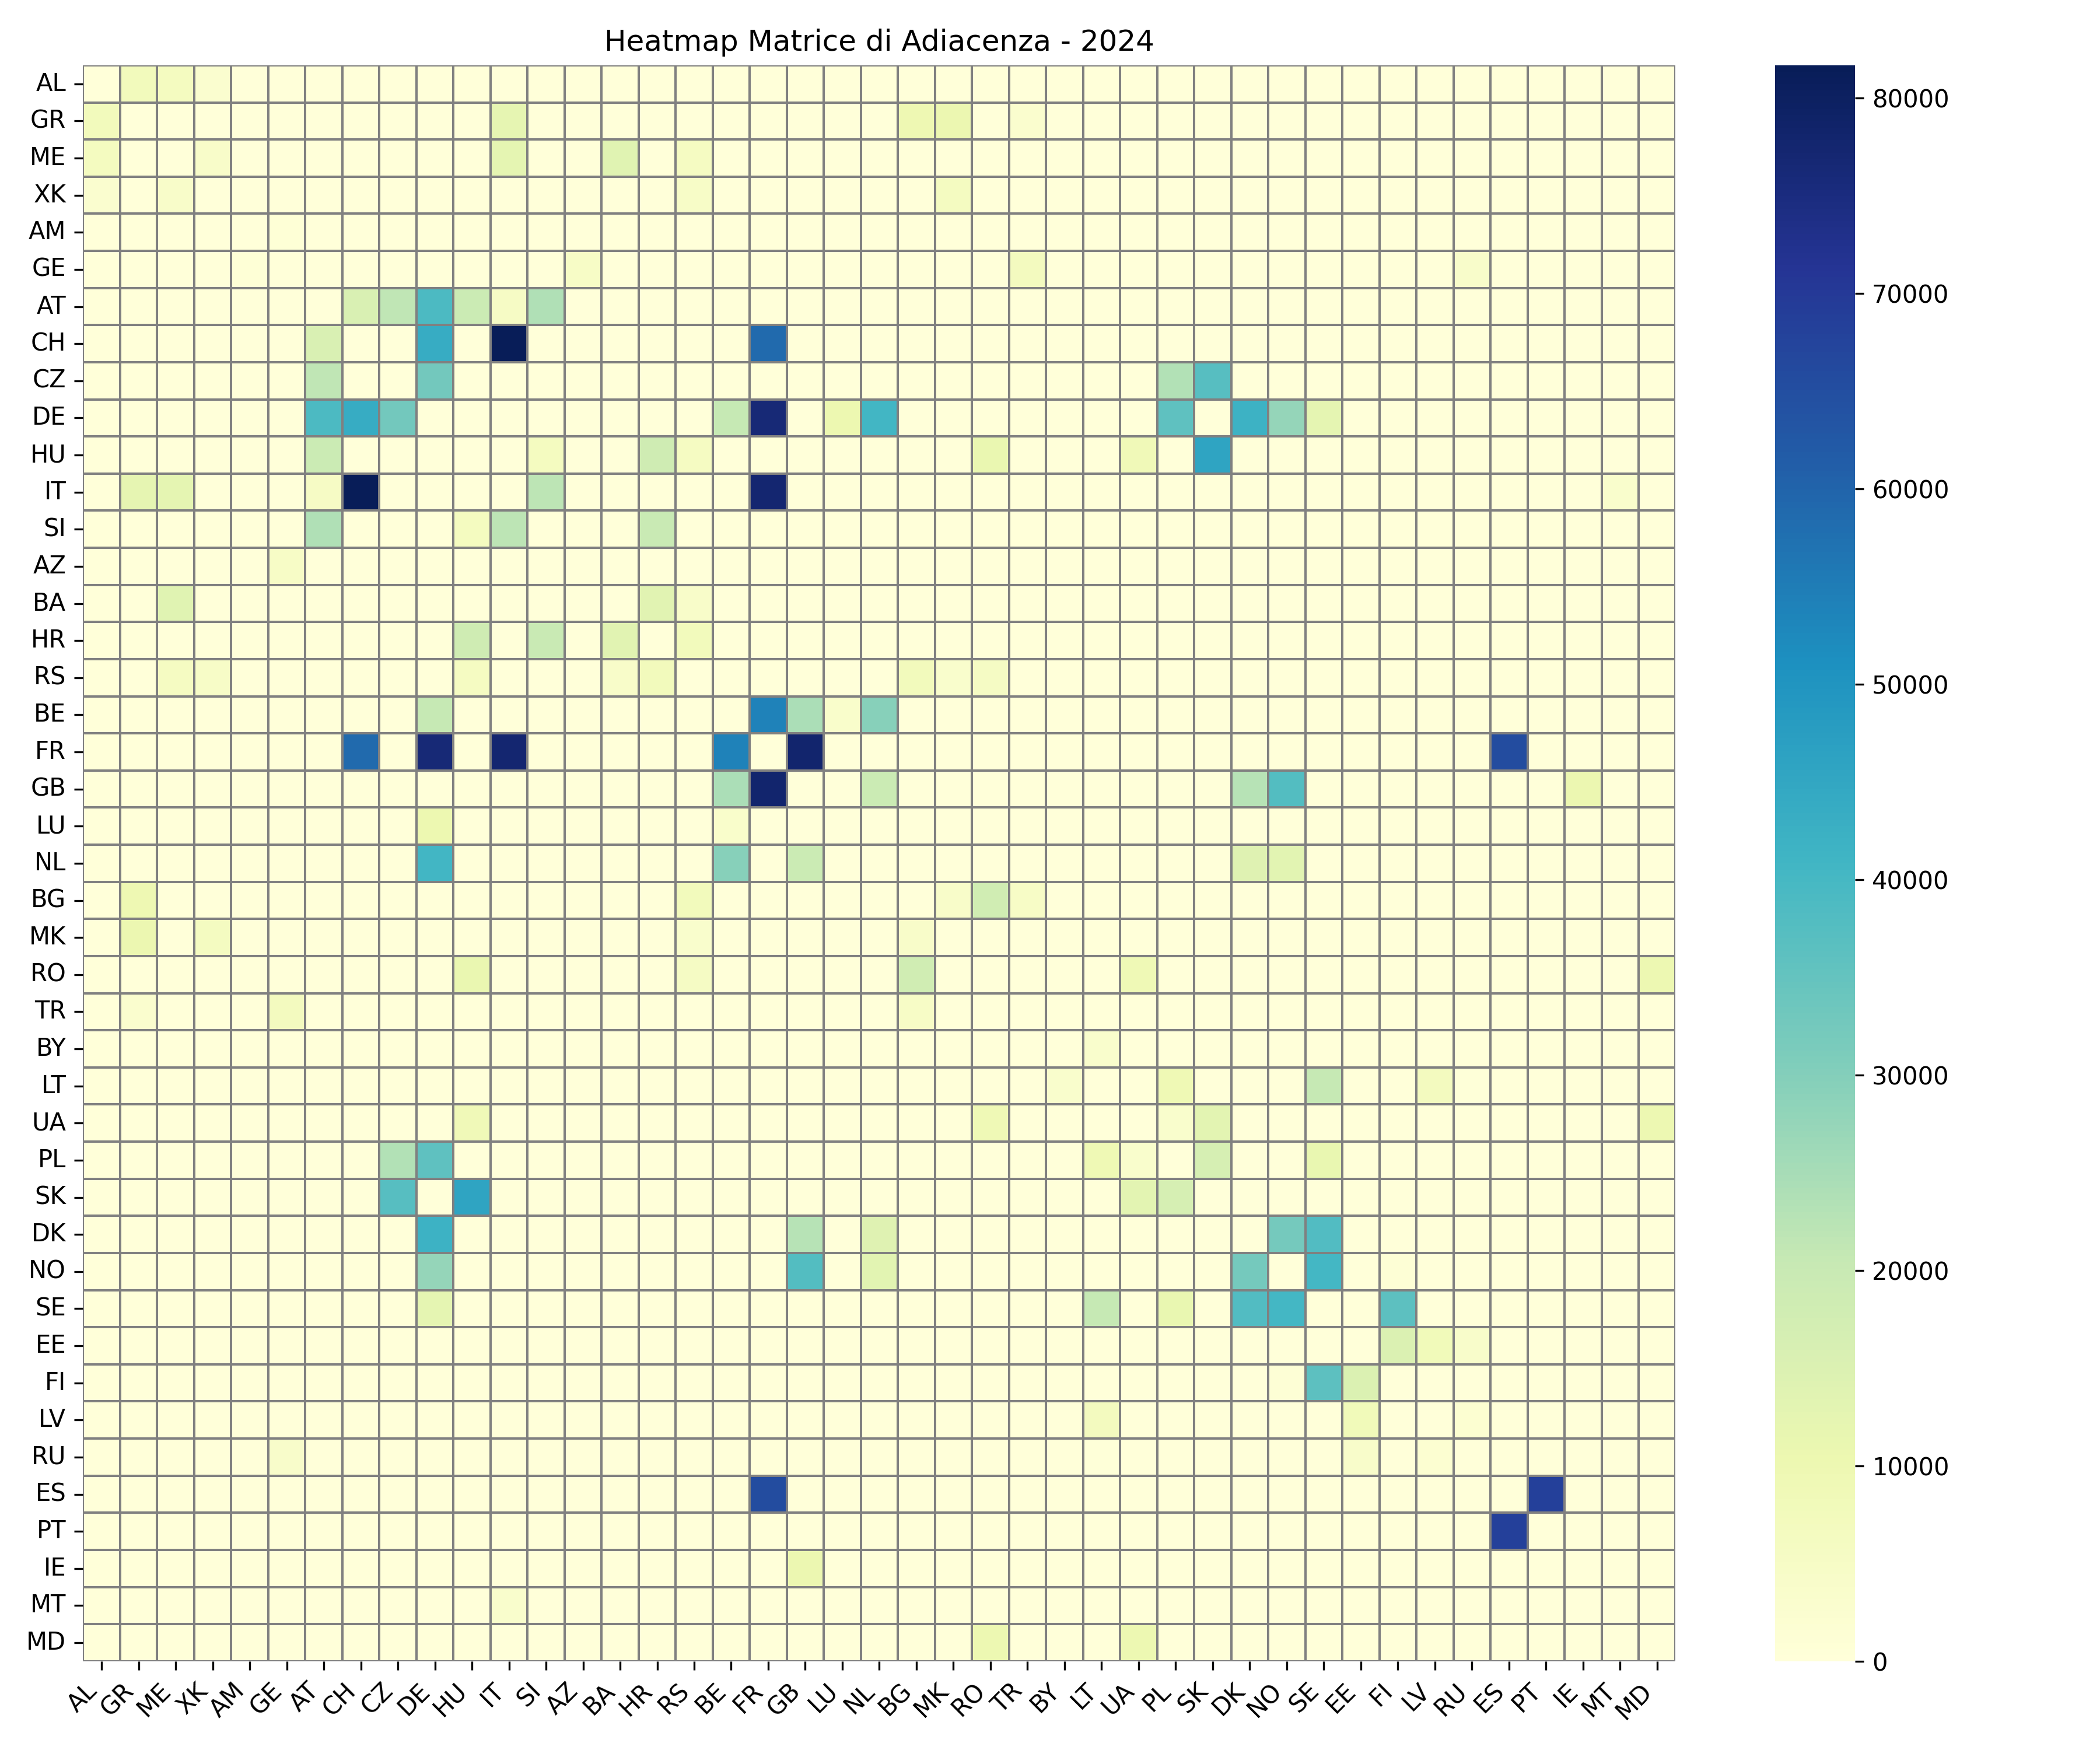 Heatmap Matrice di Adiacenza - 2024
AL
GR
ME
XK
AM
GE
AT
CH
CZ
DE
HU
IT
SI
AZ
BA
HR
RS
BE
FR
GB
LU
NL
BG
MK
RO
TR
BY
LT
UA
PL
SK
DK
NO
SE
EE
FI
LV
RU
ES
PT
IE
MT
MD
AL GR ME XK AM GE AT CH CZ DE HU IT SI AZ BA HR RS BE FR GB LU NL BG MK RO TR BY LT UA PL SK DK NO SE EE FI LV RU ES PT IE MT MD
80000
70000
60000
50000
40000
30000
20000
10000
0